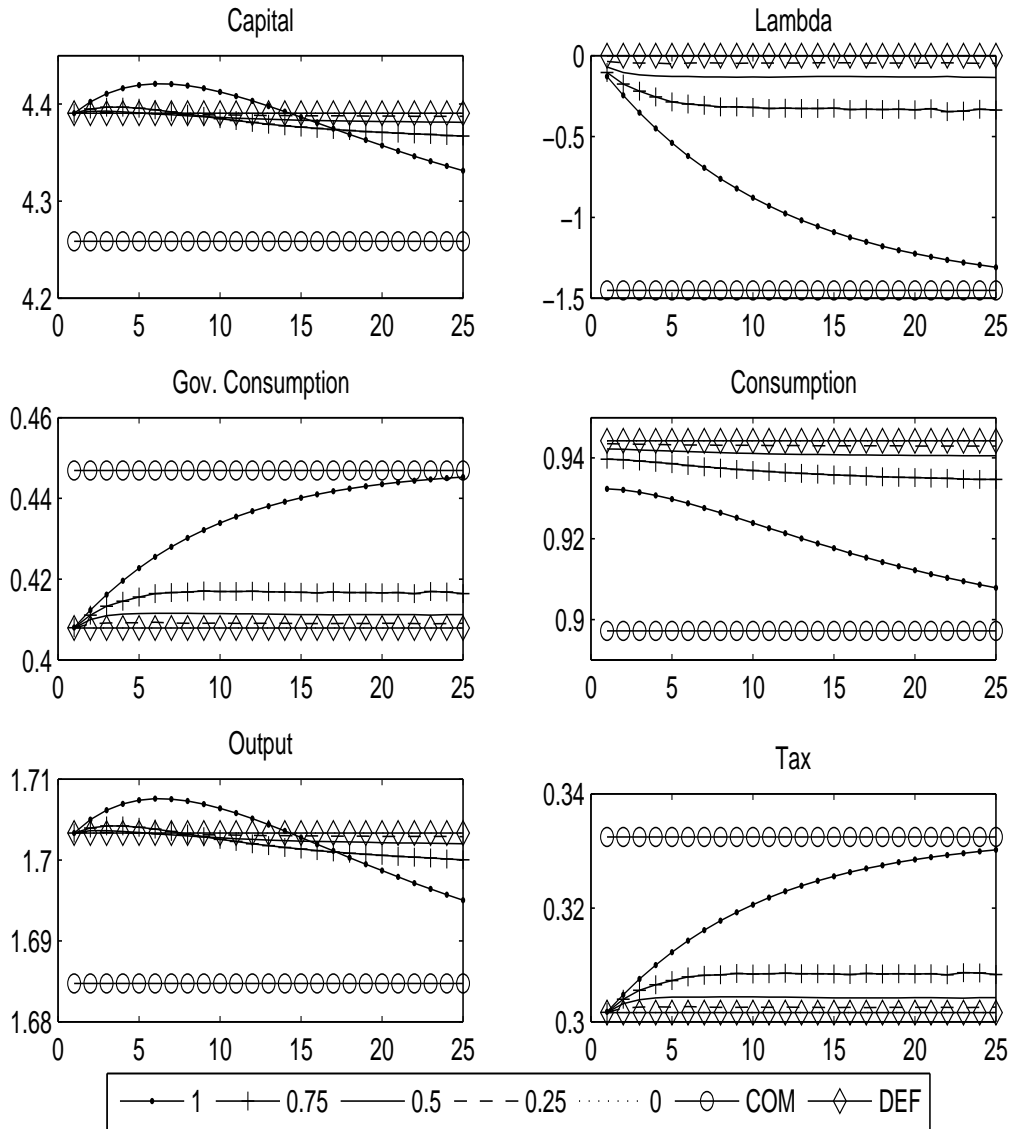 Capital
4.4
4.3
4.2
0 5 10 15 20 25
Lambda
0
−0.5
−1
−1.5
0 5 10 15 20 25
Gov. Consumption
0.46
0.44
0.42
0.4
0 5 10 15 20 25
Consumption
0.94
0.92
0.9
0 5 10 15 20 25
Output
1.71
1.7
1.69
1.68
0 5 10 15 20 25
Tax
0.34
0.32
0.3
0 5 10 15 20 25
1 0.75 0.5 0.25 0 COM DEF